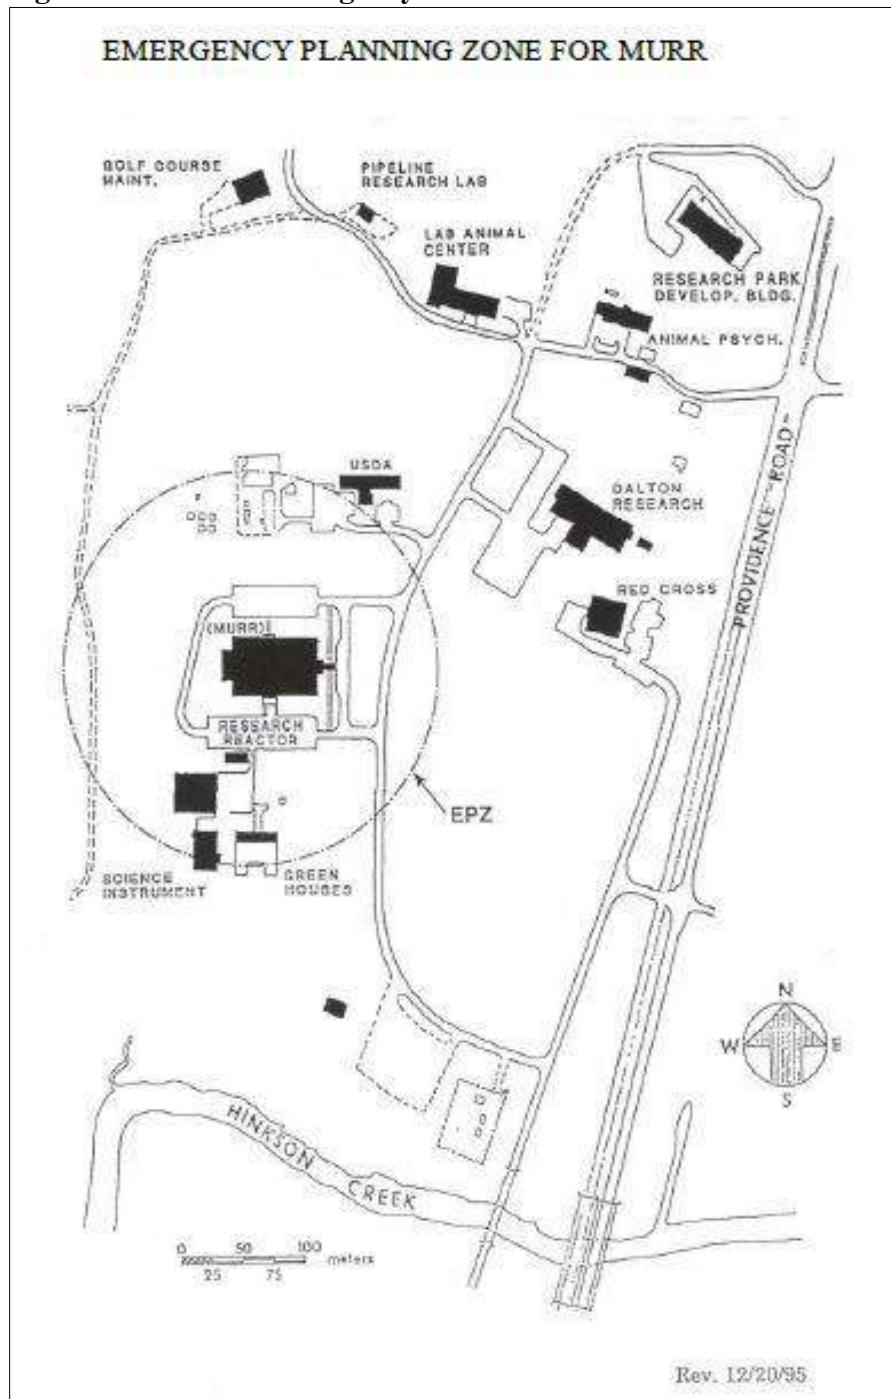 EMERGENCY PLANNING ZONE FOR MURR
GOLF COURSE
MAINT.
PIPELINE
RESEARCH LAB
LAB ANIMAL
CENTER
RESEARCH PARK
DEVELOP. BLDG.
ANIMAL PSYCH.
USDA
DALTON
RESEARCH
PROVIDENCE ROAD
RED CROSS
(MURR)
RESEARCH
REACTOR
EPZ
SCIENCE
INSTRUMENT
GREEN
HOUSES
N
W
E
S
HINKSON
CREEK
0 50 100
meters
25 75
Rev. 12/20/95